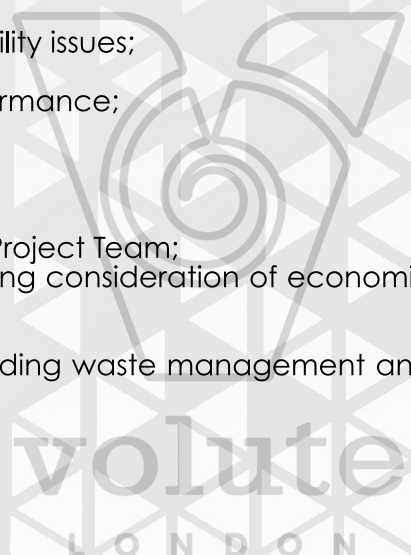 ility issues;
rmance;
Project Team;
ng consideration of economi
ding waste management an
volute
LONDON